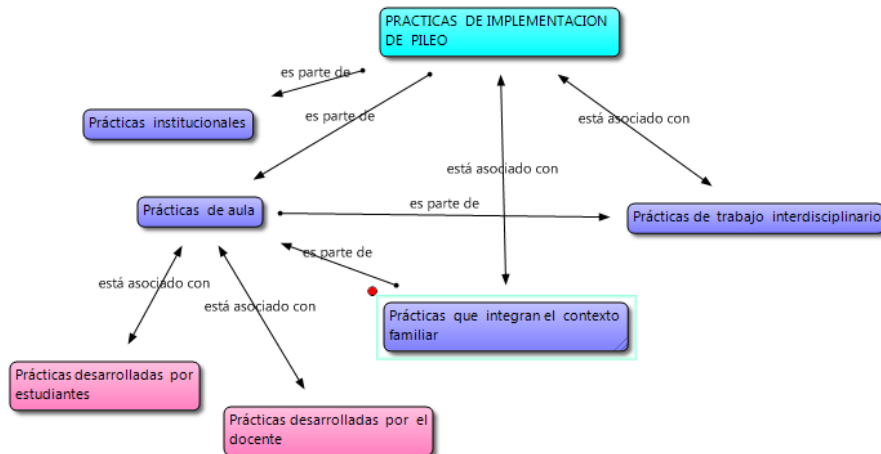 PRACTICAS DE IMPLEMENTACION
DE PILEO
es parte de
es parte de
está asociado con
Prácticas institucionales
está asociado con
Prácticas de aula
es parte de
Prácticas de trabajo interdisciplinario
es parte de
está asociado con
está asociado con
Prácticas que integran el contexto
familiar
Prácticas desarrolladas por
estudiantes
Prácticas desarrolladas por el
docente